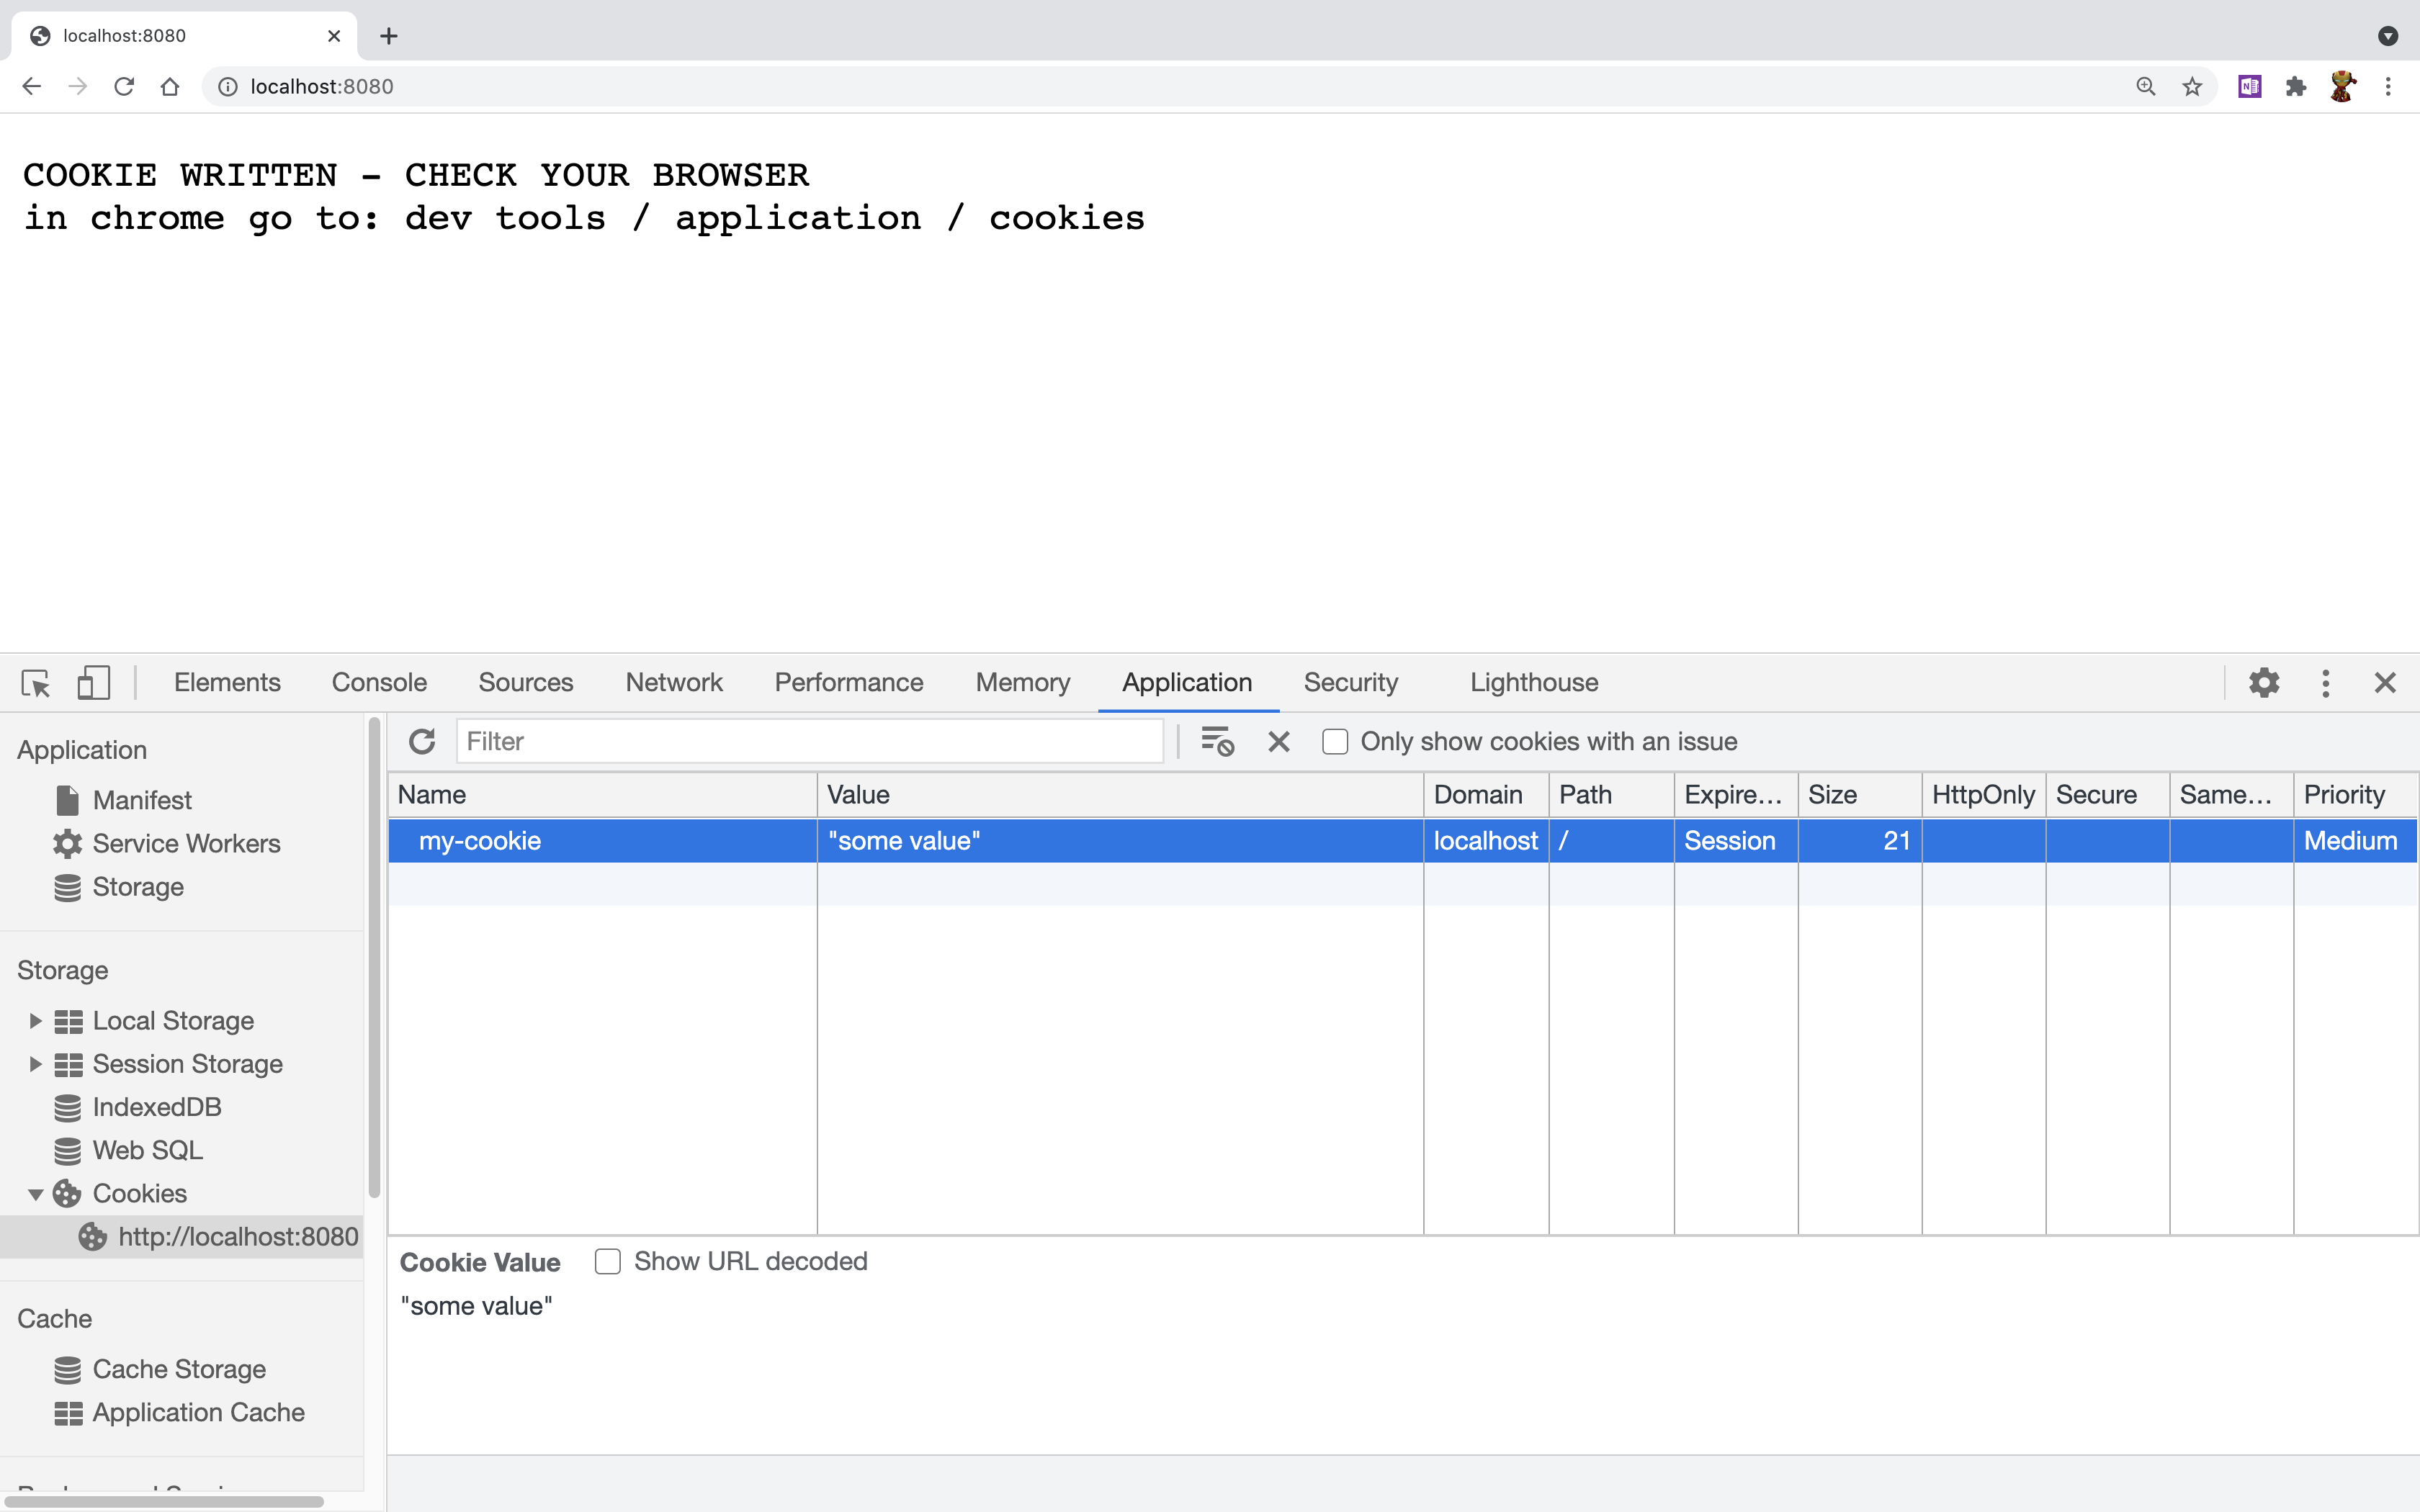 localhost:8080
localhost:8080
COOKIE WRITTEN - CHECK YOUR BROWSER
in chrome go to: dev tools / application / cookies
Elements Console Sources Network Performance Memory Application Security Lighthouse
Application
Manifest
Service Workers
Storage
Storage
Local Storage
Session Storage
IndexedDB
Web SQL
Cookies
http://localhost:8080
Cache
Cache Storage
Application Cache
Filter
Only show cookies with an issue
Name Value Domain Path Expire... Size HttpOnly Secure Same... Priority
my-cookie "some value" localhost / Session 21 Medium
Cookie Value Show URL decoded
"some value"